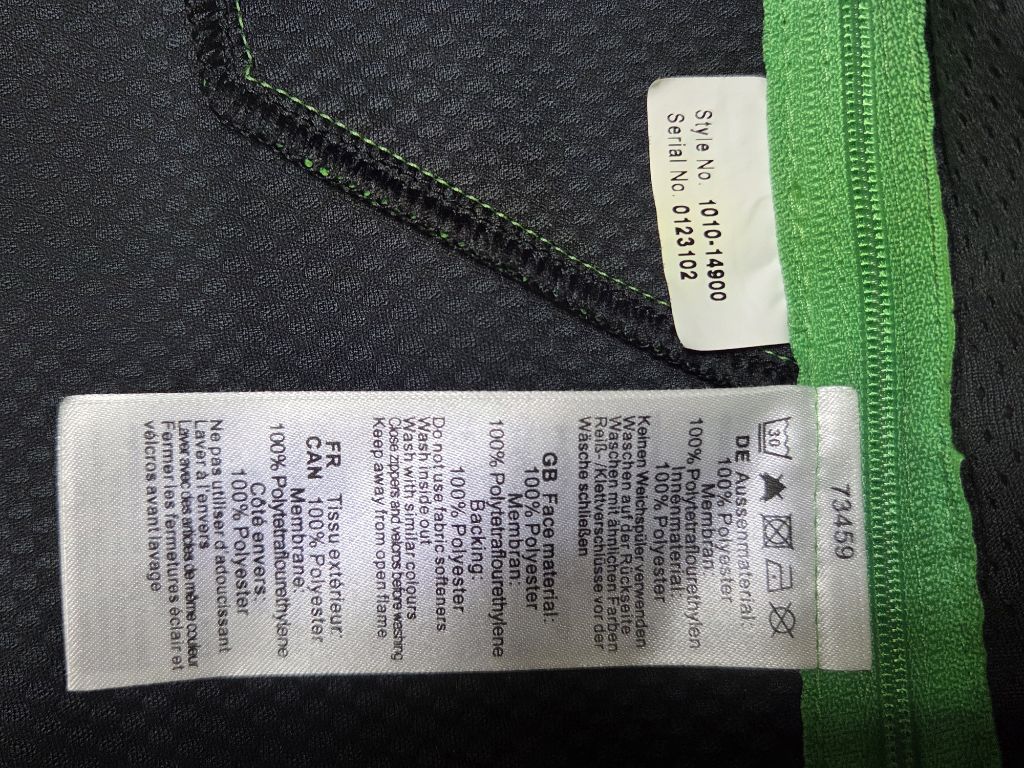 Style No. 1010-14900
Serial No. 0123102
73459
30
DE Aussenmaterial:
100% Polyester
Membran:
100% Polytetraflourethylen
Innenmaterial:
100% Polyester
Keinen Weichspüler verwenden
Waschen auf der Rückseite
Waschen mit ähnlichen Farben
Reiß-/Klettverschlüsse vor der
Wäsche schließen
GB Face material:
100% Polyester
Membran:
100% Polytetraflourethylene
Backing:
100% Polyester
Do not use fabric softeners
Wash inside out
Wash with similar colours
Close zippers and velcros before washing
Keep away from open flame
FR Tissu extérieur:
CAN 100% Polyester
Membrane:
100% Polytetraflourethylene
Côté envers:
100% Polyester
Ne pas utiliser d'adoucissant
Laver à l'envers
Laver avec des articles de même couleur
Fermer les fermetures éclair et
vélcros avant lavage